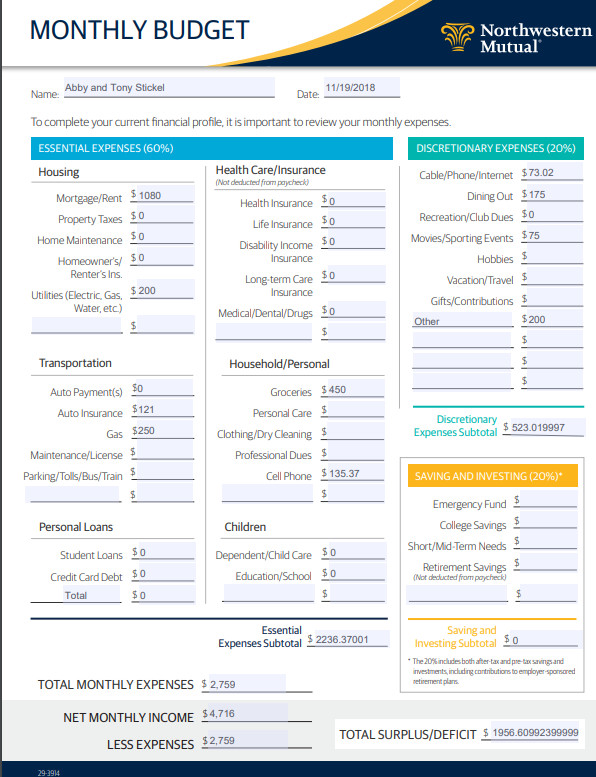 MONTHLY BUDGET
Northwestern
Mutual®
Name: Abby and Tony Stickel Date: 11/19/2018
To complete your current financial profile, it is important to review your monthly expenses.
ESSENTIAL EXPENSES (60%)
Housing
Mortgage/Rent $ 1080
Property Taxes $ 0
Home Maintenance $ 0
Homeowner's/
Renter's Ins. $ 0
Utilities (Electric, Gas,
Water, etc.) $ 200
$
Transportation
Auto Payment(s) $ 0
Auto Insurance $ 121
Gas $ 250
Maintenance/License $
Parking/Tolls/Bus/Train $
$
Personal Loans
Student Loans $ 0
Credit Card Debt $ 0
Total $ 0
Health Care/Insurance
(Not deducted from paycheck)
Health Insurance $ 0
Life Insurance $ 0
Disability Income
Insurance $ 0
Long-term Care
Insurance $ 0
Medical/Dental/Drugs $ 0
$
Household/Personal
Groceries $ 450
Personal Care $
Clothing/Dry Cleaning $
Professional Dues $
Cell Phone $ 135.37
$
Children
Dependent/Child Care $ 0
Education/School $ 0
$
Essential
Expenses Subtotal $ 2236.37001
DISCRETIONARY EXPENSES (20%)
Cable/Phone/Internet $ 73.02
Dining Out $ 175
Recreation/Club Dues $ 0
Movies/Sporting Events $ 75
Hobbies $
Vacation/Travel $
Gifts/Contributions $
Other $ 200
$
$
$
Discretionary
Expenses Subtotal $ 523.019997
SAVING AND INVESTING (20%)*
Emergency Fund $
College Savings $
Short/Mid-Term Needs $
Retirement Savings $
(Not deducted from paycheck)
$
Saving and
Investing Subtotal $ 0
* The 20% includes both after-tax and pre-tax savings and
investments, including contributions to employer-sponsored
retirement plans.
TOTAL MONTHLY EXPENSES $ 2,759
NET MONTHLY INCOME $ 4,716
LESS EXPENSES $ 2,759
TOTAL SURPLUS/DEFICIT $ 1956.60992399999
29-3914